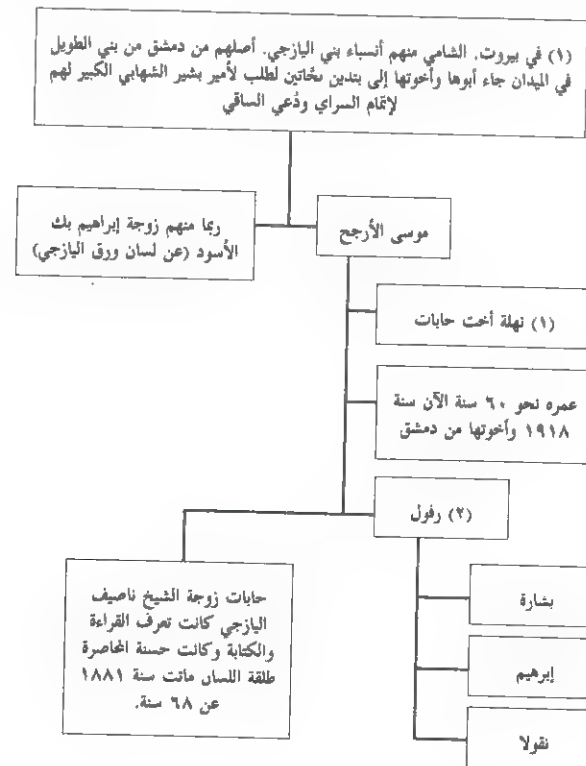 (١) في بيروت. الشامي منهم أنسباء بني اليازجي. أصلهم من دمشق من بني الطويل
في الميدان جاء أبوها وأخوتها إلى بتدين نحّاتين لطلب لأمير بشير الشهابي الكبير لهم
لإتمام السراي ودُعي الساقي
موسى الأرجح
ربما منهم زوجة إبراهيم بك
الأسود (عن لسان ورق اليازجي)
(١) نهلة أخت حابات
عمره نحو ٦٠ سنة الآن سنة
١٩١٨ وأخوتها من دمشق
(٢) رفول
حابات زوجة الشيخ ناصيف
اليازجي كانت تعرف القراءة
والكتابة وكانت حسنة المحاصرة
طلقة اللسان ماتت سنة ١٨٨١
عن ٦٨ سنة.
بشارة
إبرهيم
نقولا